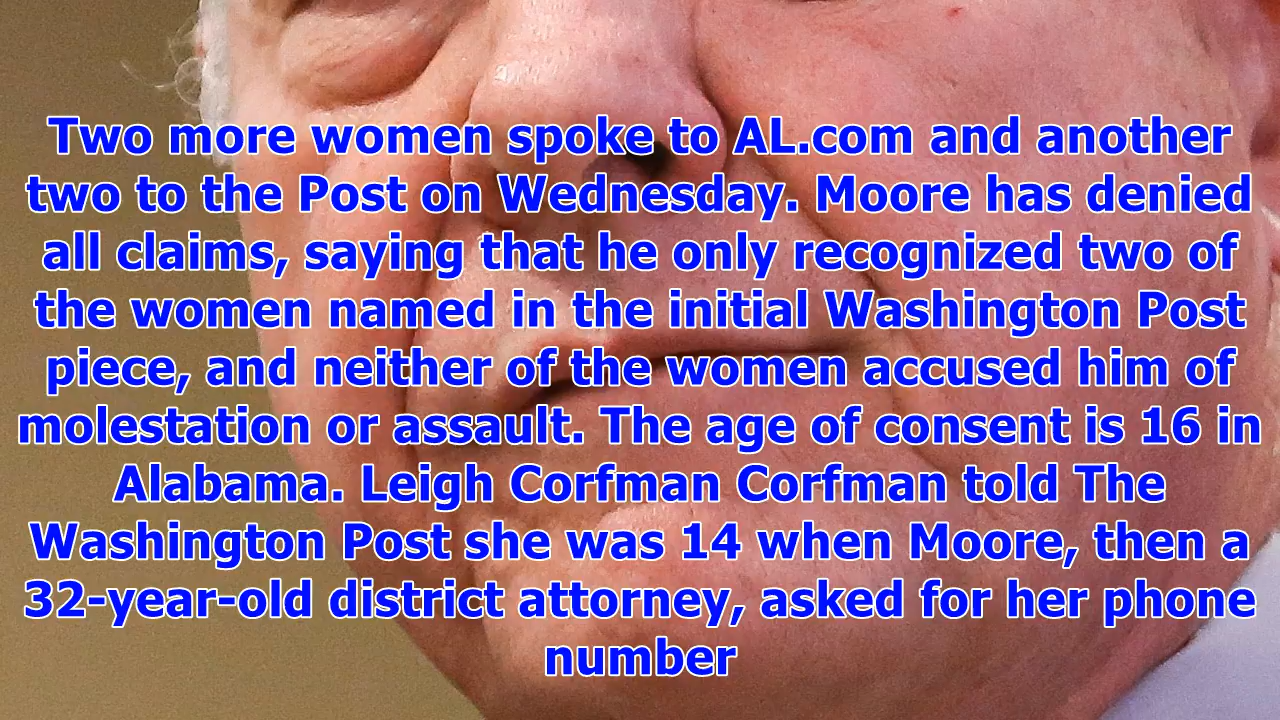 Two more women spoke to AL.com and another
two to the Post on Wednesday. Moore has denied
all claims, saying that he only recognized two of
the women named in the initial Washington Post
piece, and neither of the women accused him of
molestation or assault. The age of consent is 16 in
Alabama. Leigh Corfman Corfman told The
Washington Post she was 14 when Moore, then a
32-year-old district attorney, asked for her phone
number